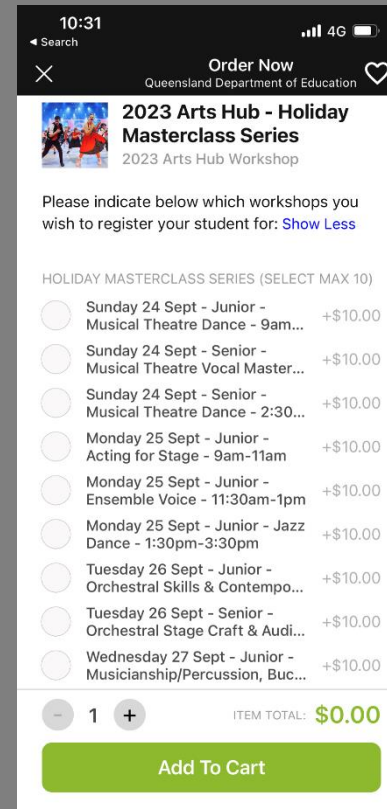 10:31
4G
◄ Search
Order Now
Queensland Department of Education
2023 Arts Hub - Holiday
Masterclass Series
2023 Arts Hub Workshop
Please indicate below which workshops you
wish to register your student for: Show Less
HOLIDAY MASTERCLASS SERIES (SELECT MAX 10)
Sunday 24 Sept - Junior -
Musical Theatre Dance - 9am... +$10.00
Sunday 24 Sept - Senior -
Musical Theatre Vocal Master... +$10.00
Sunday 24 Sept - Senior -
Musical Theatre Dance - 2:30... +$10.00
Monday 25 Sept - Junior -
Acting for Stage - 9am-11am +$10.00
Monday 25 Sept - Junior -
Ensemble Voice - 11:30am-1pm +$10.00
Monday 25 Sept - Junior - Jazz
Dance - 1:30pm-3:30pm +$10.00
Tuesday 26 Sept - Junior -
Orchestral Skills & Contempo... +$10.00
Tuesday 26 Sept - Senior -
Orchestral Stage Craft & Audi... +$10.00
Wednesday 27 Sept - Junior -
Musicianship/Percussion, Buc... +$10.00
- 1 + ITEM TOTAL: $0.00
Add To Cart